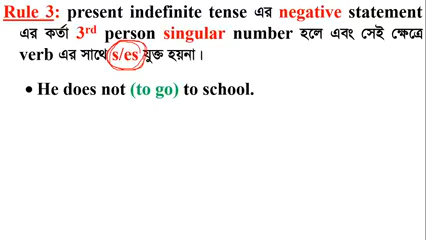 Rule 3: present indefinite tense এর negative statement
এর কর্তা 3rd person singular number হলে এবং সেই ক্ষেত্রে
verb এর সাথে s/es যুক্ত হয়না ।
• He does not (to go) to school.